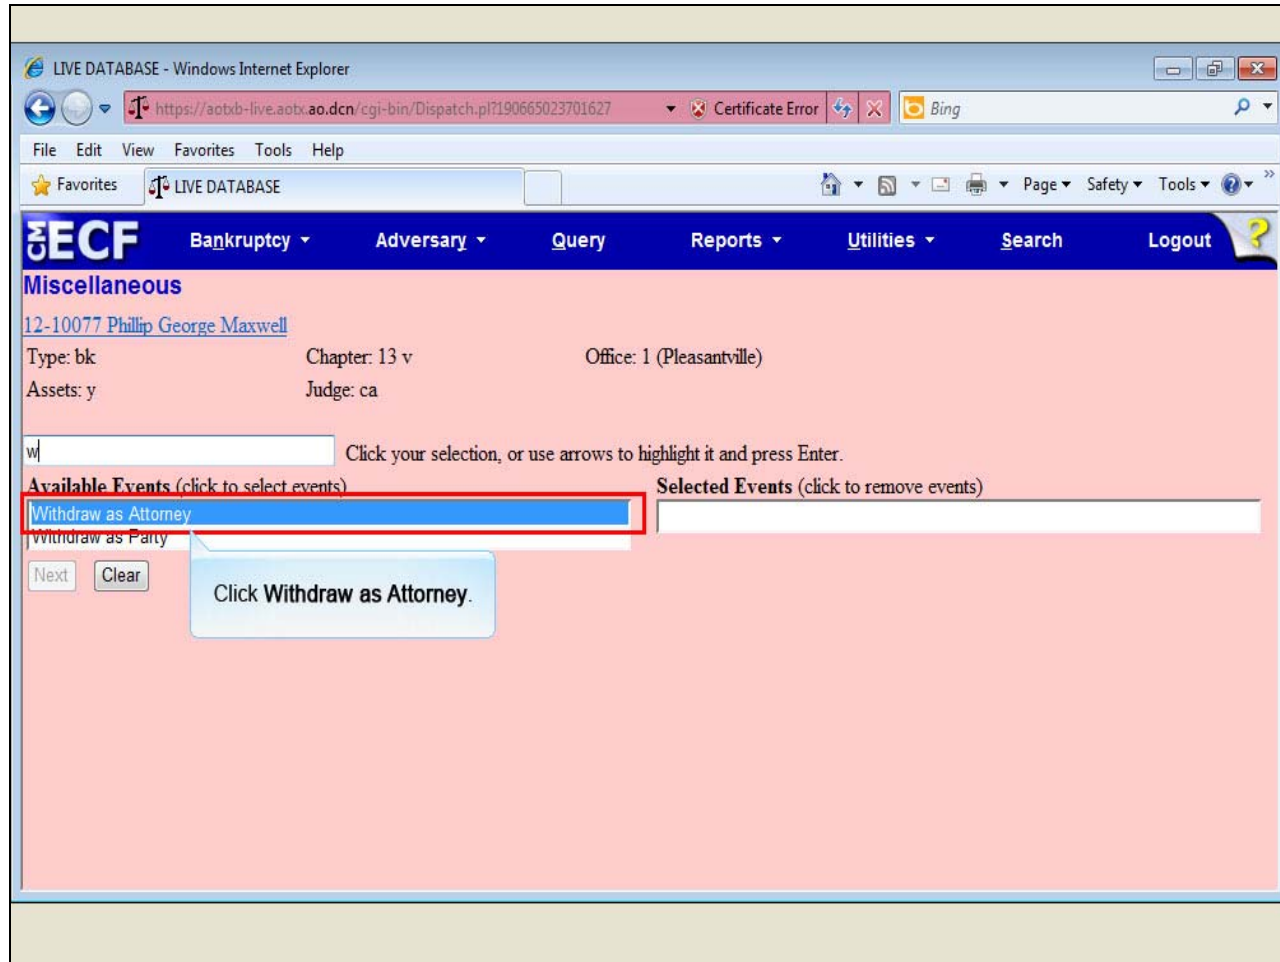 LIVE DATABASE - Windows Internet Explorer
https://aotxb-live.aotx.ao.dcn/cgi-bin/Dispatch.pl?190665023701627 Certificate Error Bing
File Edit View Favorites Tools Help
Favorites LIVE DATABASE Page Safety Tools
CM ECF Bankruptcy Adversary Query Reports Utilities Search Logout ?
Miscellaneous
12-10077 Phillip George Maxwell
Type: bk Chapter: 13 v Office: 1 (Pleasantville)
Assets: y Judge: ca
w Click your selection, or use arrows to highlight it and press Enter.
Available Events (click to select events) Selected Events (click to remove events)
Withdraw as Attorney
Withdraw as Party
Next Clear
Click Withdraw as Attorney.